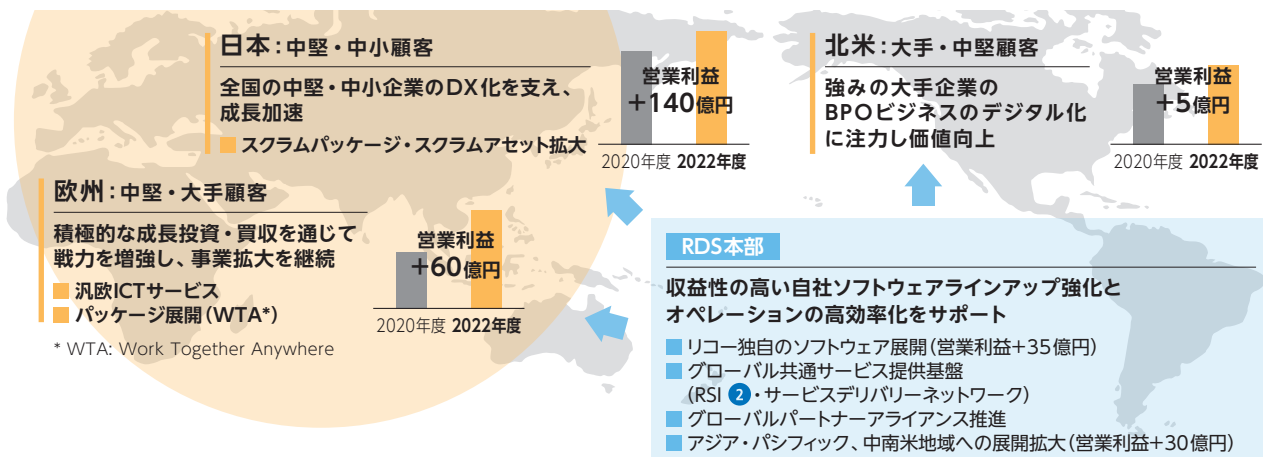 日本：中堅・中小顧客
全国の中堅・中小企業のDX化を支え、
成長加速
スクラムパッケージ・スクラムアセット拡大
営業利益
+140億円
2020年度 2022年度
北米：大手・中堅顧客
強みの大手企業の
BPOビジネスのデジタル化
に注力し価値向上
営業利益
+5億円
2020年度 2022年度
欧州：中堅・大手顧客
積極的な成長投資・買収を通じて
戦力を増強し、事業拡大を継続
汎欧ICTサービス
パッケージ展開（WTA*）
* WTA: Work Together Anywhere
営業利益
+60億円
2020年度 2022年度
RDS本部
収益性の高い自社ソフトウェアラインアップ強化と
オペレーションの高効率化をサポート
リコー独自のソフトウェア展開（営業利益+35億円）
グローバル共通サービス提供基盤
（RSI 2・サービスデリバリーネットワーク）
グローバルパートナーアライアンス推進
アジア・パシフィック、中南米地域への展開拡大（営業利益+30億円）